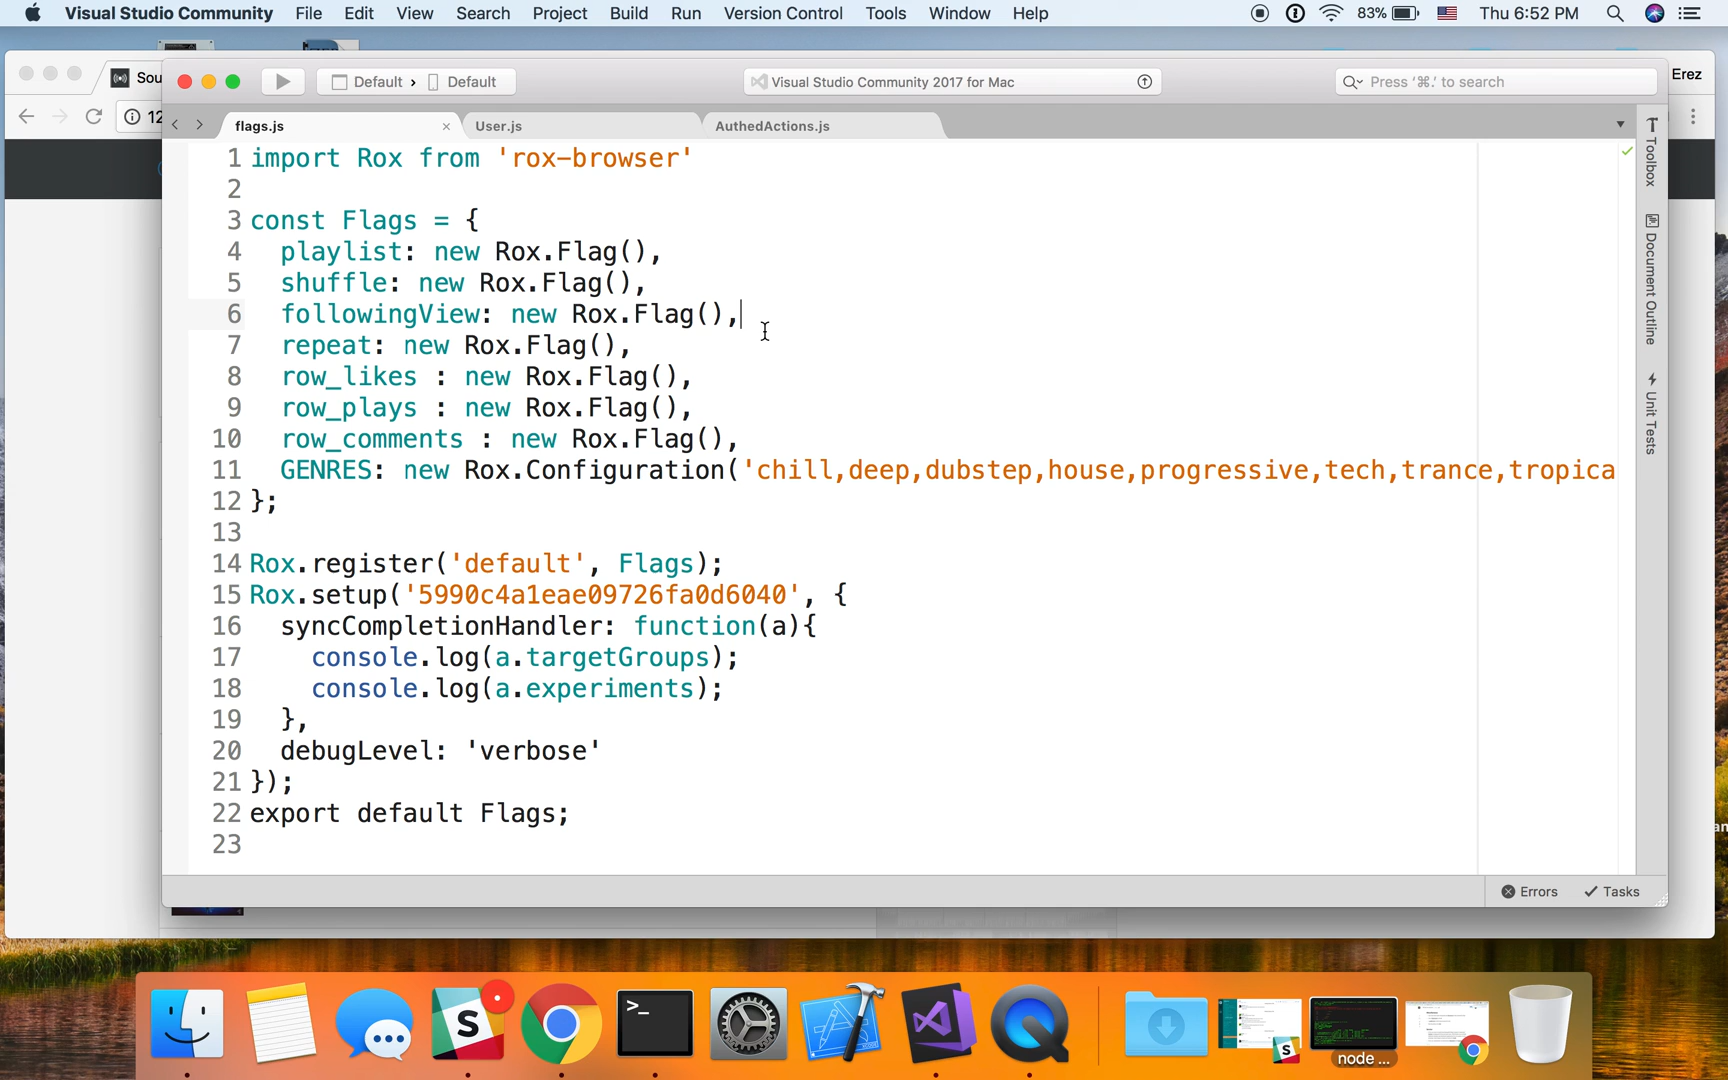 Visual Studio Community File Edit View Search Project Build Run Version Control Tools Window Help 83% Thu 6:52 PM
Sou Default › Default Visual Studio Community 2017 for Mac Press ‘⌘.’ to search Erez
12
flags.js × User.js AuthedActions.js
1 import Rox from 'rox-browser'
2
3 const Flags = {
4 playlist: new Rox.Flag(),
5 shuffle: new Rox.Flag(),
6 followingView: new Rox.Flag(),
7 repeat: new Rox.Flag(),
8 row_likes : new Rox.Flag(),
9 row_plays : new Rox.Flag(),
10 row_comments : new Rox.Flag(),
11 GENRES: new Rox.Configuration('chill,deep,dubstep,house,progressive,tech,trance,tropica
12 };
13
14 Rox.register('default', Flags);
15 Rox.setup('5990c4a1eae09726fa0d6040', {
16 syncCompletionHandler: function(a){
17 console.log(a.targetGroups);
18 console.log(a.experiments);
19 },
20 debugLevel: 'verbose'
21 });
22 export default Flags;
23
Toolbox
Document Outline
Unit Tests
Errors Tasks
node ...